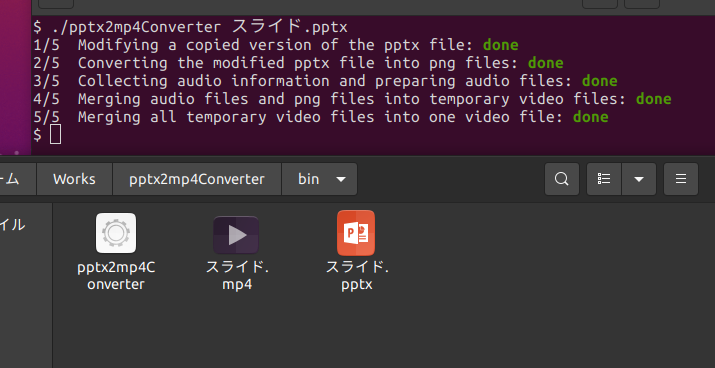 $ ./pptx2mp4Converter スライド.pptx
1/5  Modifying a copied version of the pptx file: done
2/5  Converting the modified pptx file into png files: done
3/5  Collecting audio information and preparing audio files: done
4/5  Merging audio files and png files into temporary video files: done
5/5  Merging all temporary video files into one video file: done
$
ーム Works pptx2mp4Converter bin
イル
pptx2mp4C
onverter
スライド.
mp4
スライド.
pptx